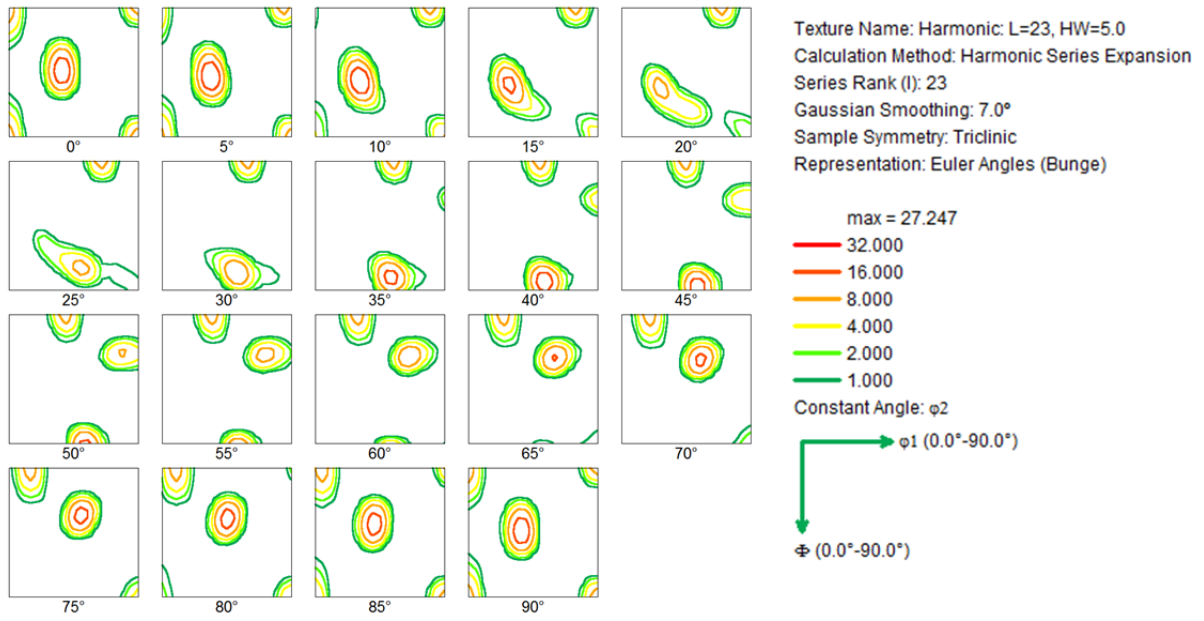 0° 5° 10° 15° 20°
25° 30° 35° 40° 45°
50° 55° 60° 65° 70°
75° 80° 85° 90°
Texture Name: Harmonic: L=23, HW=5.0
Calculation Method: Harmonic Series Expansion
Series Rank (l): 23
Gaussian Smoothing: 7.0°
Sample Symmetry: Triclinic
Representation: Euler Angles (Bunge)
max = 27.247
32.000
16.000
8.000
4.000
2.000
1.000
Constant Angle: φ2
φ1 (0.0°-90.0°)
Φ (0.0°-90.0°)